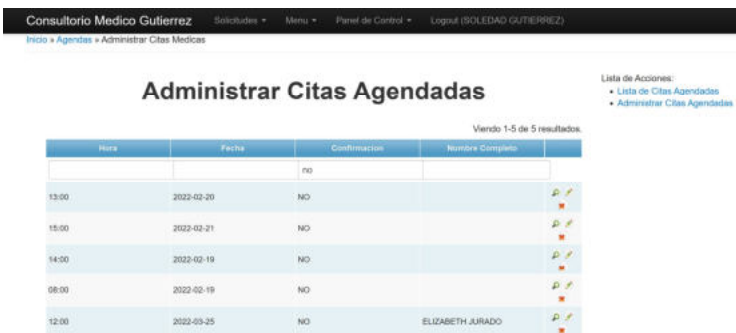 Consultorio Medico Gutierrez Solicitudes Menu Panel de Control Logout (SOLEDAD GUTIERREZ)
Inicio » Agendas » Administrar Citas Medicas
Administrar Citas Agendadas
Lista de Acciones:
Lista de Citas Agendadas
Administrar Citas Agendadas
Viendo 1-5 de 5 resultados.
Hora Fecha Confirmacion Nombre Completo
no
13:00 2022-02-20 NO
15:00 2022-02-21 NO
14:00 2022-02-19 NO
08:00 2022-02-19 NO
12:00 2022-03-25 NO ELIZABETH JURADO